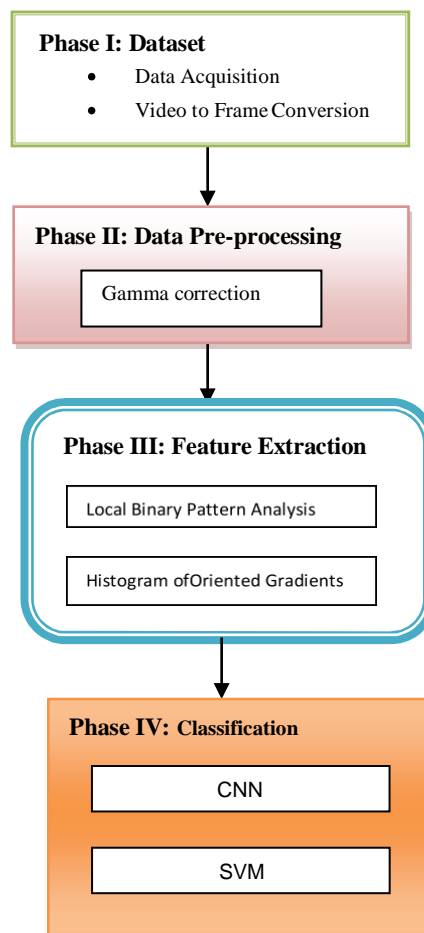 Phase I: Dataset
• Data Acquisition
• Video to Frame Conversion
Phase II: Data Pre-processing
Gamma correction
Phase III: Feature Extraction
Local Binary Pattern Analysis
Histogram ofOriented Gradients
Phase IV: Classification
CNN
SVM